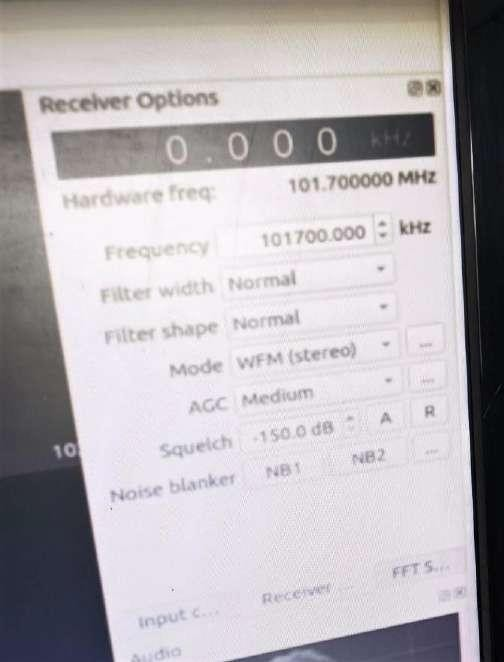 Receiver Options
0.000 kHz
Hardware freq: 101.700000 MHz
Frequency 101700.000 kHz
Filter width Normal
Filter shape Normal
Mode WFM (stereo) ...
AGC Medium ...
Squelch -150.0 dB A R
10
Noise blanker NB1 NB2 ...
Input c... Receiver ... FFT S...
Audio